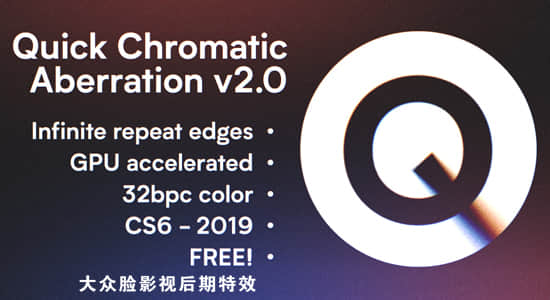 Quick Chromatic
Aberration v2.0
Infinite repeat edges •
GPU accelerated •
32bpc color •
CS6 - 2019 •
FREE! •
大众脸影视后期特效
Q